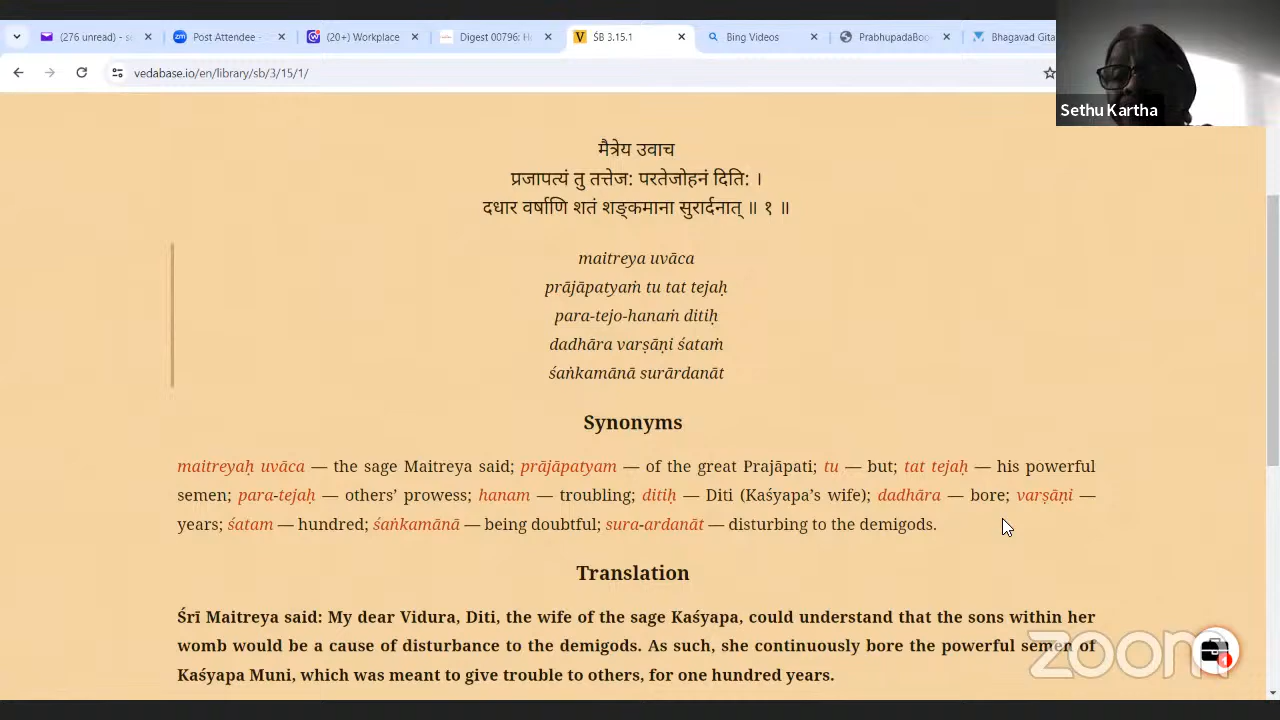 (276 unread) - s
Post Attendee -
(20+) Workplace
Digest 00796: H
ŚB 3.15.1
Bing Videos
PrabhupadaBoo
Bhagavad Gita
vedabase.io/en/library/sb/3/15/1/
Sethu Kartha
मैत्रेय उवाच
प्रजापत्यं तु तत्तेज: परतेजोहनं दिति: ।
दधार वर्षाणि शतं शङ्कमाना सुरार्दनात् ॥ १ ॥
maitreya uvāca
prājāpatyaṁ tu tat tejaḥ
para-tejo-hanaṁ ditiḥ
dadhāra varṣāṇi śataṁ
śaṅkamānā surārdanāt
Synonyms
maitreyaḥ uvāca — the sage Maitreya said; prājāpatyam — of the great Prajāpati; tu — but; tat tejaḥ — his powerful
semen; para-tejaḥ — others’ prowess; hanam — troubling; ditiḥ — Diti (Kaśyapa’s wife); dadhāra — bore; varṣāṇi —
years; śatam — hundred; śaṅkamānā — being doubtful; sura-ardanāt — disturbing to the demigods.
Translation
Śrī Maitreya said: My dear Vidura, Diti, the wife of the sage Kaśyapa, could understand that the sons within her
womb would be a cause of disturbance to the demigods. As such, she continuously bore the powerful semen of
Kaśyapa Muni, which was meant to give trouble to others, for one hundred years.
zoom